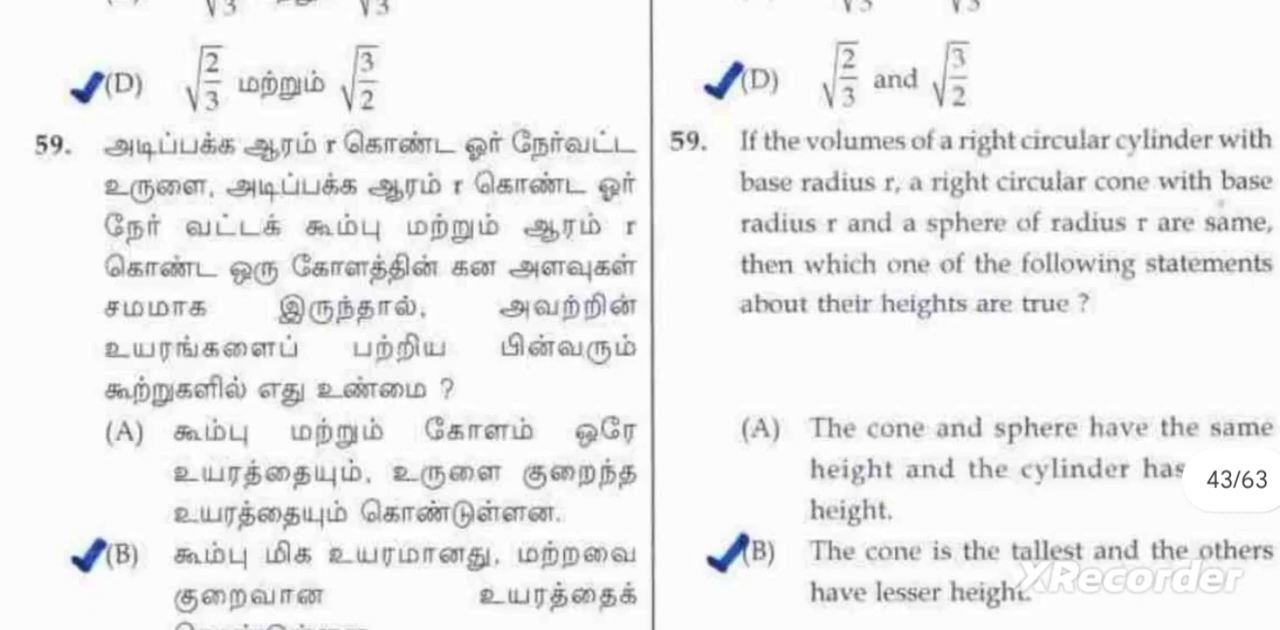 (D) √2/3 மற்றும் √3/2
59. அடிப்பக்க ஆரம் r கொண்ட ஓர் நேர்வட்ட
உருளை, அடிப்பக்க ஆரம் r கொண்ட ஓர்
நேர் வட்டக் கூம்பு மற்றும் ஆரம் r
கொண்ட ஒரு கோளத்தின் கன அளவுகள்
சமமாக இருந்தால், அவற்றின்
உயரங்களைப் பற்றிய பின்வரும்
கூற்றுகளில் எது உண்மை ?
(A) கூம்பு மற்றும் கோளம் ஒரே
உயரத்தையும், உருளை குறைந்த
உயரத்தையும் கொண்டுள்ளன.
(B) கூம்பு மிக உயரமானது, மற்றவை
குறைவான உயரத்தைக்
(D) √2/3 and √3/2
59. If the volumes of a right circular cylinder with
base radius r, a right circular cone with base
radius r and a sphere of radius r are same,
then which one of the following statements
about their heights are true ?
(A) The cone and sphere have the same
height and the cylinder has
height.
(B) The cone is the tallest and the others
have lesser height.
43/63
XRecorder